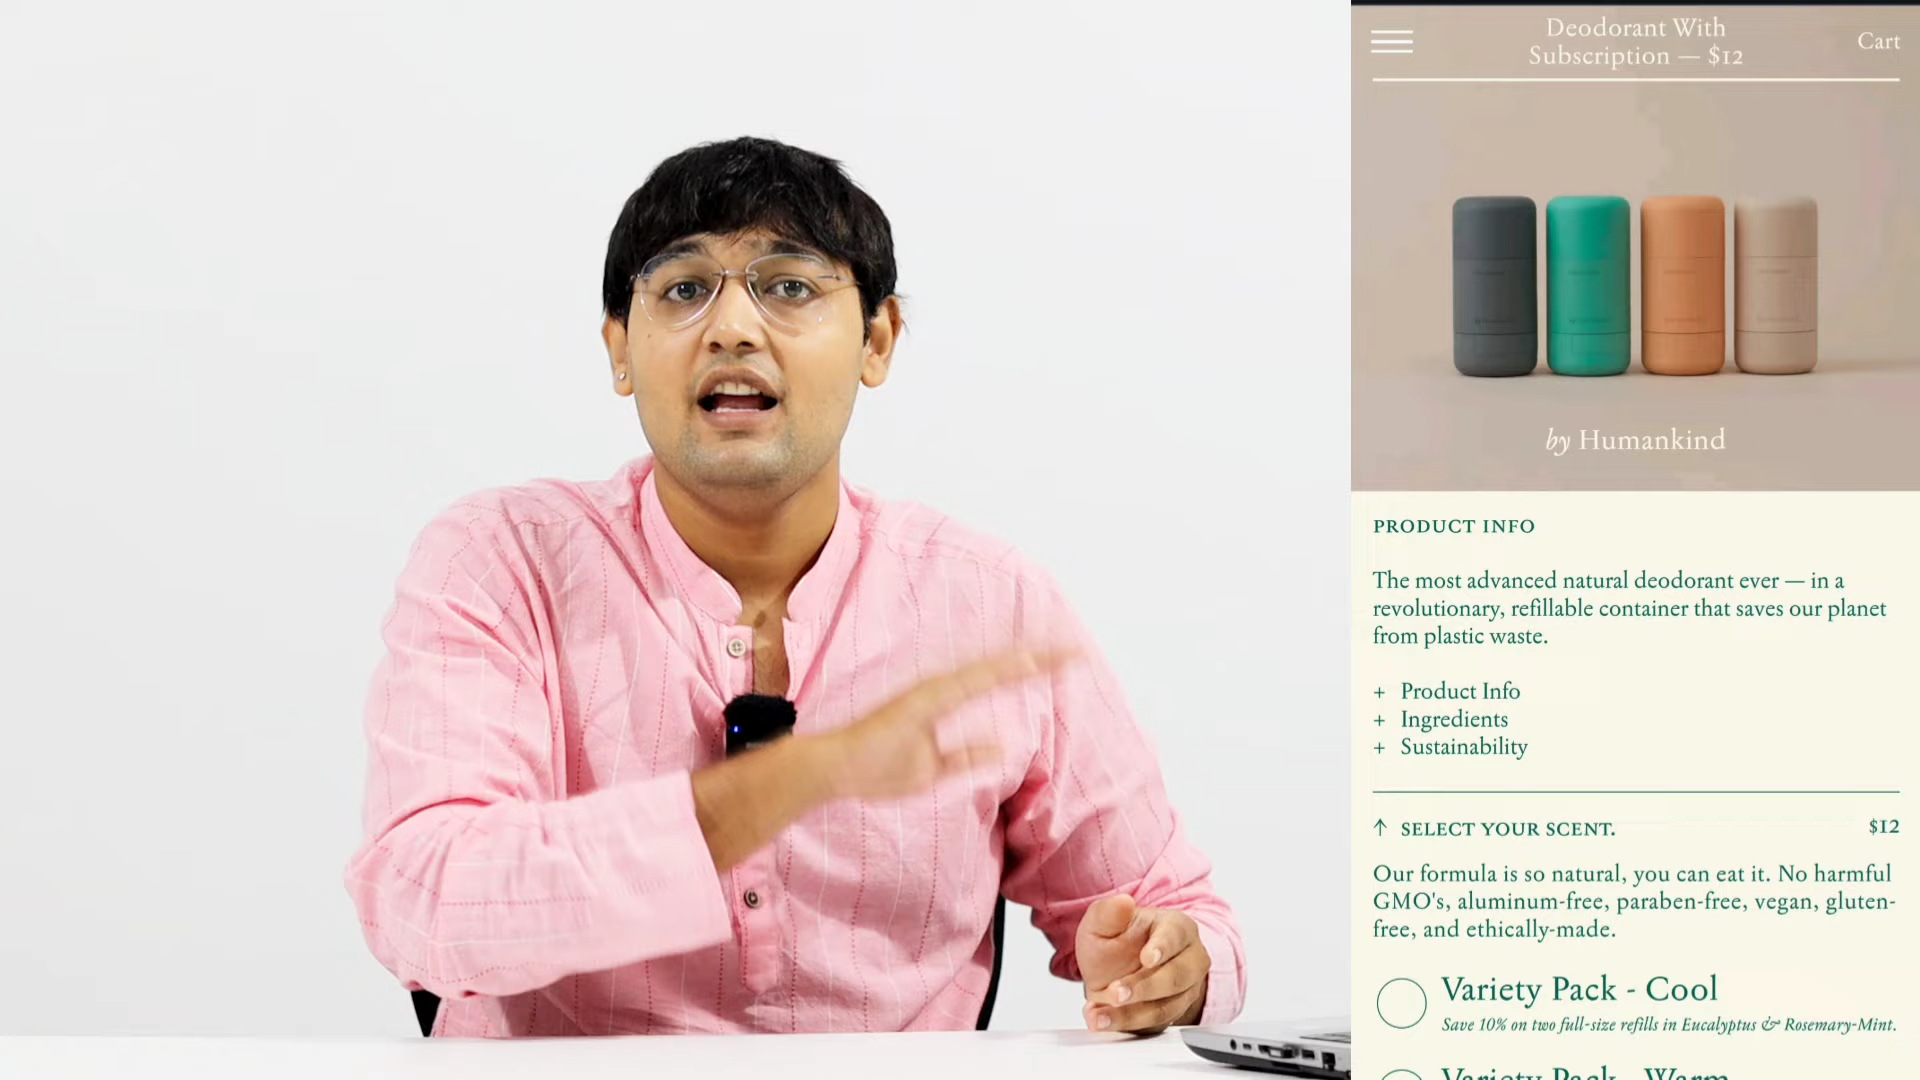 Deodorant With
Subscription — $12
Cart
by Humankind
PRODUCT INFO
The most advanced natural deodorant ever — in a
revolutionary, refillable container that saves our planet
from plastic waste.
+ Product Info
+ Ingredients
+ Sustainability
↑ SELECT YOUR SCENT.
$12
Our formula is so natural, you can eat it. No harmful
GMO's, aluminum-free, paraben-free, vegan, gluten-
free, and ethically-made.
Variety Pack - Cool
Save 10% on two full-size refills in Eucalyptus & Rosemary-Mint.
Variety Pack - Warm